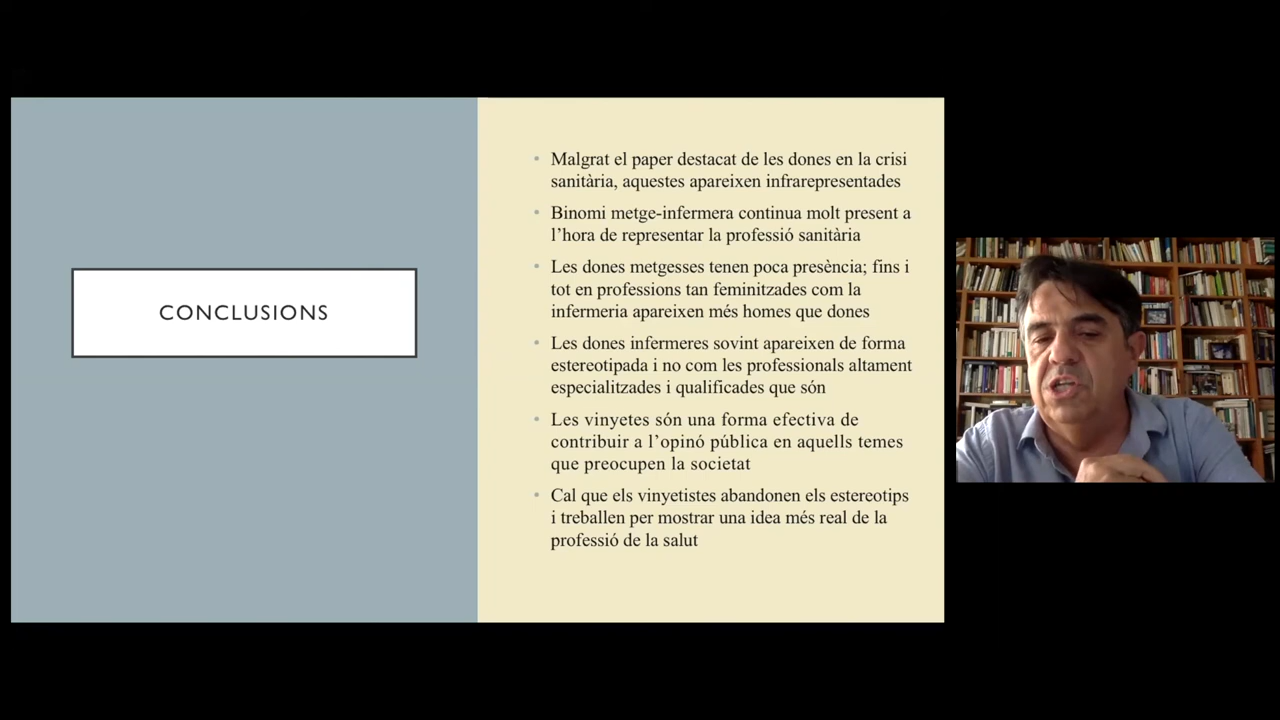 CONCLUSIONS
• Malgrat el paper destacat de les dones en la crisi
sanitària, aquestes apareixen infrarepresentades
• Binomi metge-infermera continua molt present a
l’hora de representar la professió sanitària
• Les dones metgesses tenen poca presència; fins i
tot en professions tan feminitzades com la
infermeria apareixen més homes que dones
• Les dones infermeres sovint apareixen de forma
estereotipada i no com les professionals altament
especialitzades i qualificades que són
• Les vinyetes són una forma efectiva de
contribuir a l’opinó pública en aquells temes
que preocupen la societat
• Cal que els vinyetistes abandonen els estereotips
i treballen per mostrar una idea més real de la
professió de la salut